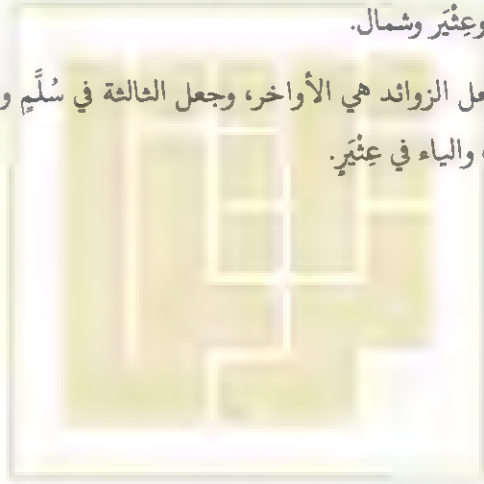 وعِثْيَر وشمال.
عل الزوائد هي الأواخر، وجعل الثالثة في سُلَّمٍ و
والياء في عِثْيَرٍ.